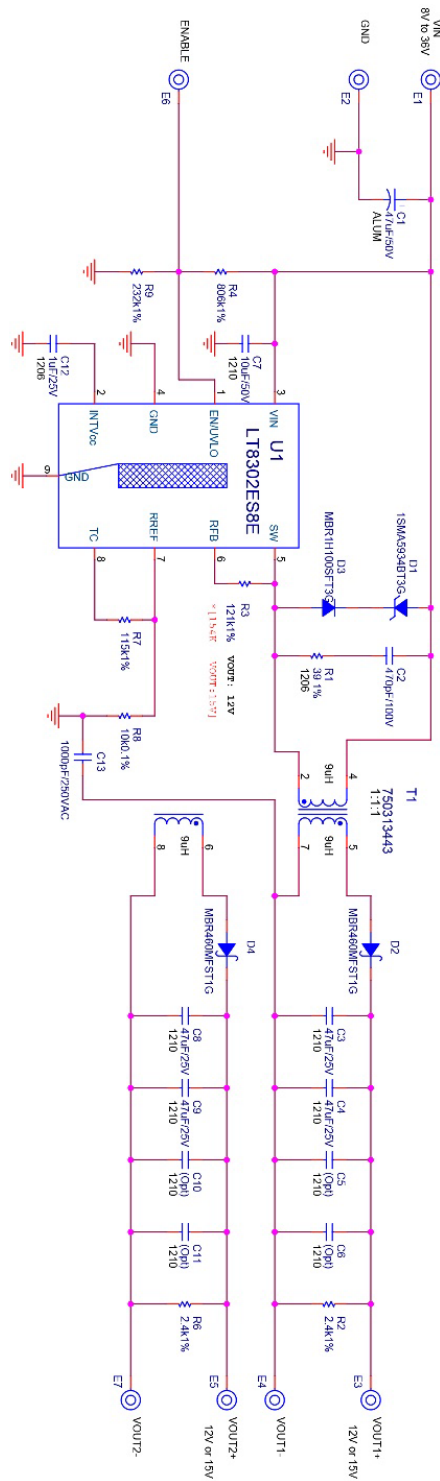 VIN
8V to 36V
E1
GND
E2
ENABLE
E6
C1
47uF/50V
ALUM
R4
806k1%
R9
232k1%
C7
10uF/50V
1210
C12
1uF/25V
1206
3
1
4
2
VIN
EN/UVLO
GND
INTVcc
U1
LT8302ES8E
GND
9
SW
RFB
RREF
TC
5
6
7
8
D1
1SMA5934BT3G
D3
MBR1H100SFT3G
C2
470pF/100V
R1
39 1%
1206
R3
121k1%
VOUT: 12V
*[154K VOUT:15V]
R7
115k1%
R8
10k0.1%
C13
1000pF/250VAC
T1
750313443
1:1:1
4
2
9uH
5
7
9uH
6
8
9uH
D2
MBR460MFST1G
D4
MBR460MFST1G
C3
47uF/25V
1210
C4
47uF/25V
1210
C5
(Opt)
1210
C6
(Opt)
1210
R2
2.4k1%
C8
47uF/25V
1210
C9
47uF/25V
1210
C10
(Opt)
1210
C11
(Opt)
1210
R6
2.4k1%
E3
VOUT1+
12V or 15V
E4
VOUT1-
E5
VOUT2+
12V or 15V
E7
VOUT2-